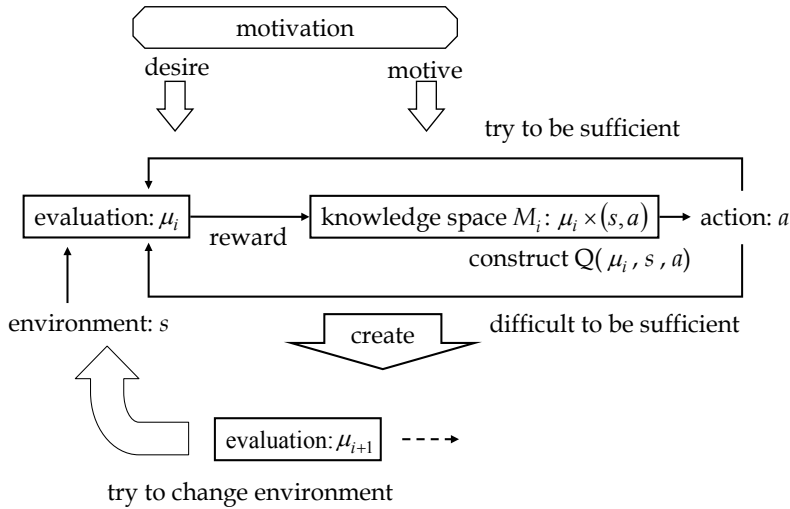 motivation
desire
motive
try to be sufficient
evaluation: μᵢ
reward
knowledge space Mᵢ: μᵢ × (s, a)
action: a
construct Q( μᵢ , s , a)
environment: s
create
difficult to be sufficient
evaluation: μᵢ₊₁
try to change environment